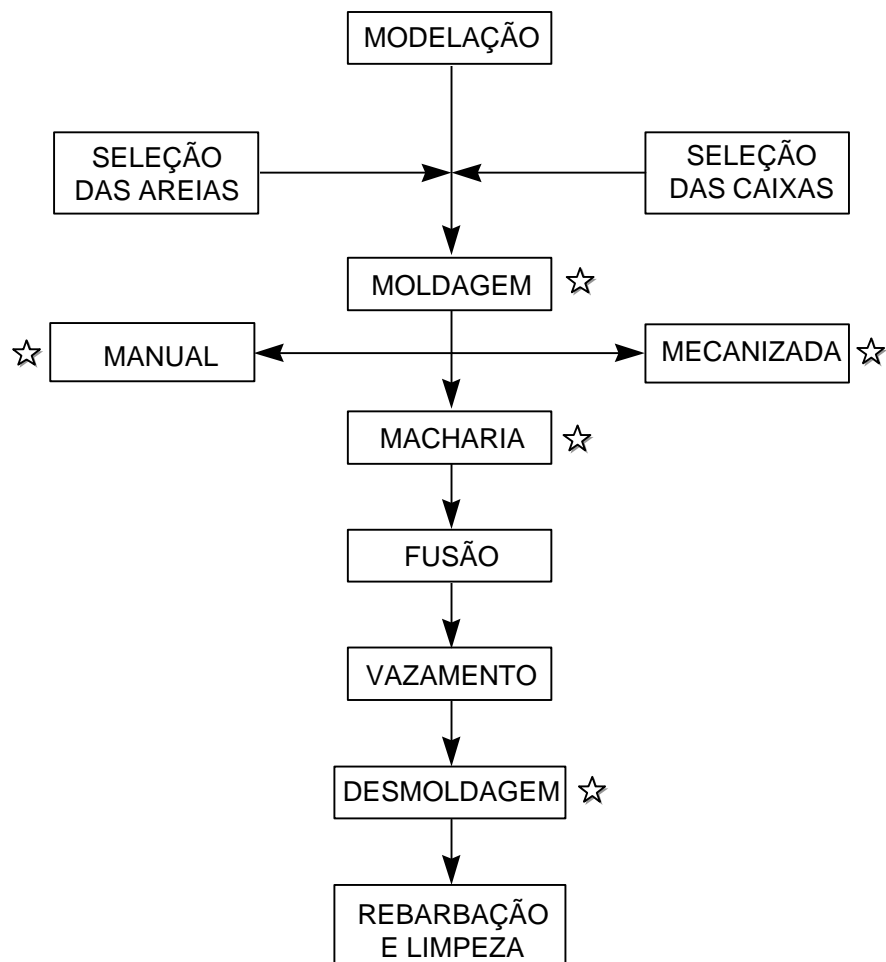 MODELAÇÃO
SELEÇÃO
DAS AREIAS
SELEÇÃO
DAS CAIXAS
MOLDAGEM
MANUAL
MECANIZADA
MACHARIA
FUSÃO
VAZAMENTO
DESMOLDAGEM
REBARBAÇÃO
E LIMPEZA